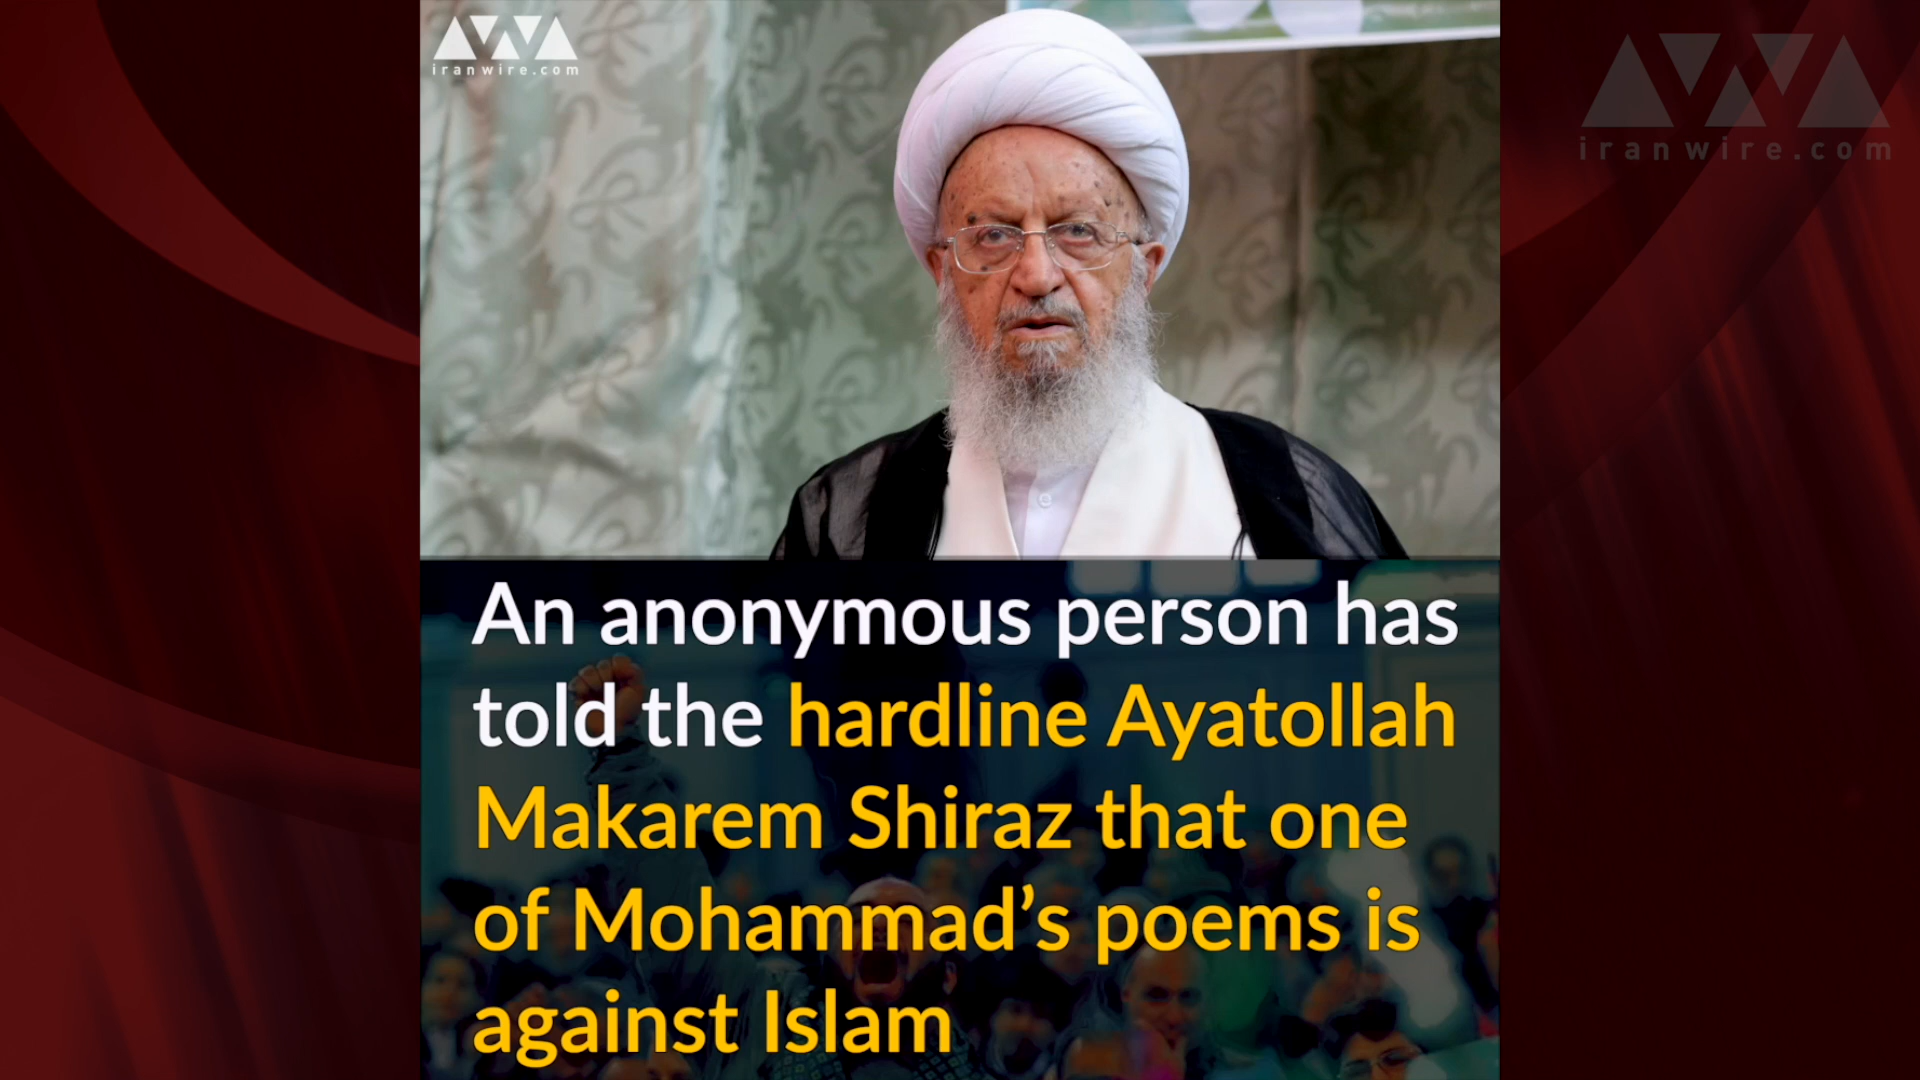 iranwire.com
iranwire.com
An anonymous person has
told the hardline Ayatollah
Makarem Shiraz that one
of Mohammad’s poems is
against Islam